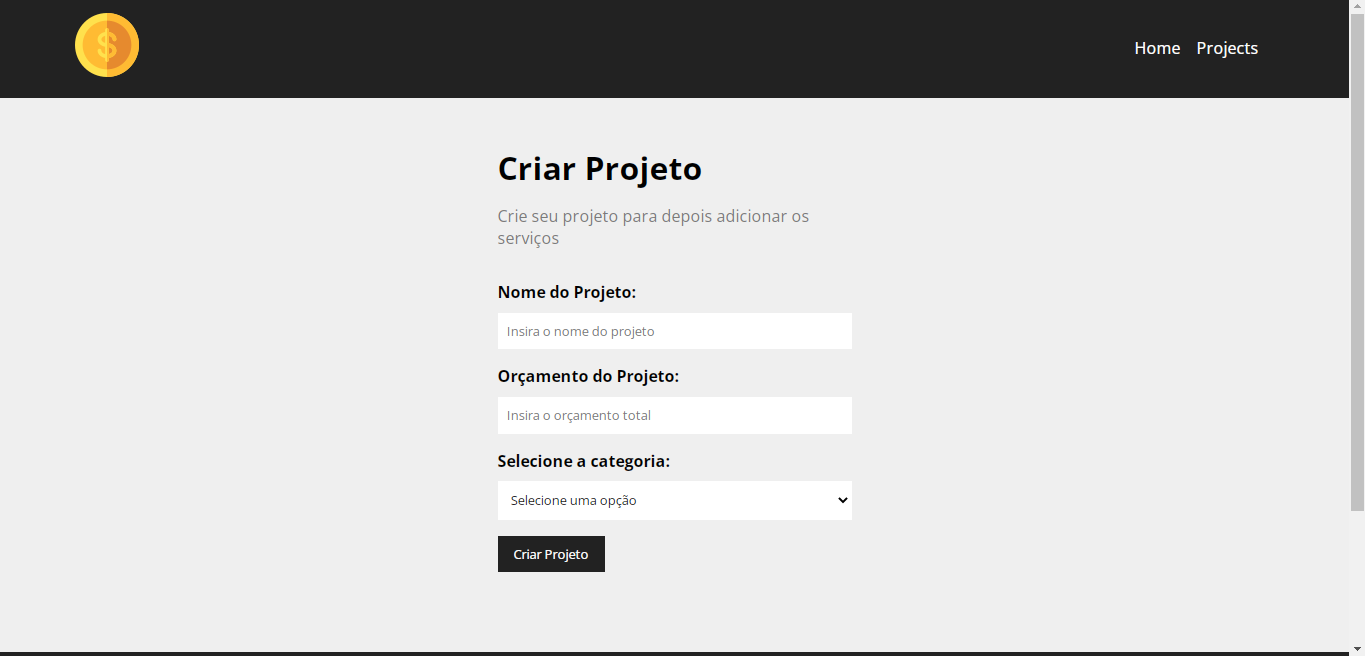 $
Home Projects
Criar Projeto
Crie seu projeto para depois adicionar os
serviços
Nome do Projeto:
Insira o nome do projeto
Orçamento do Projeto:
Insira o orçamento total
Selecione a categoria:
Selecione uma opção
Criar Projeto